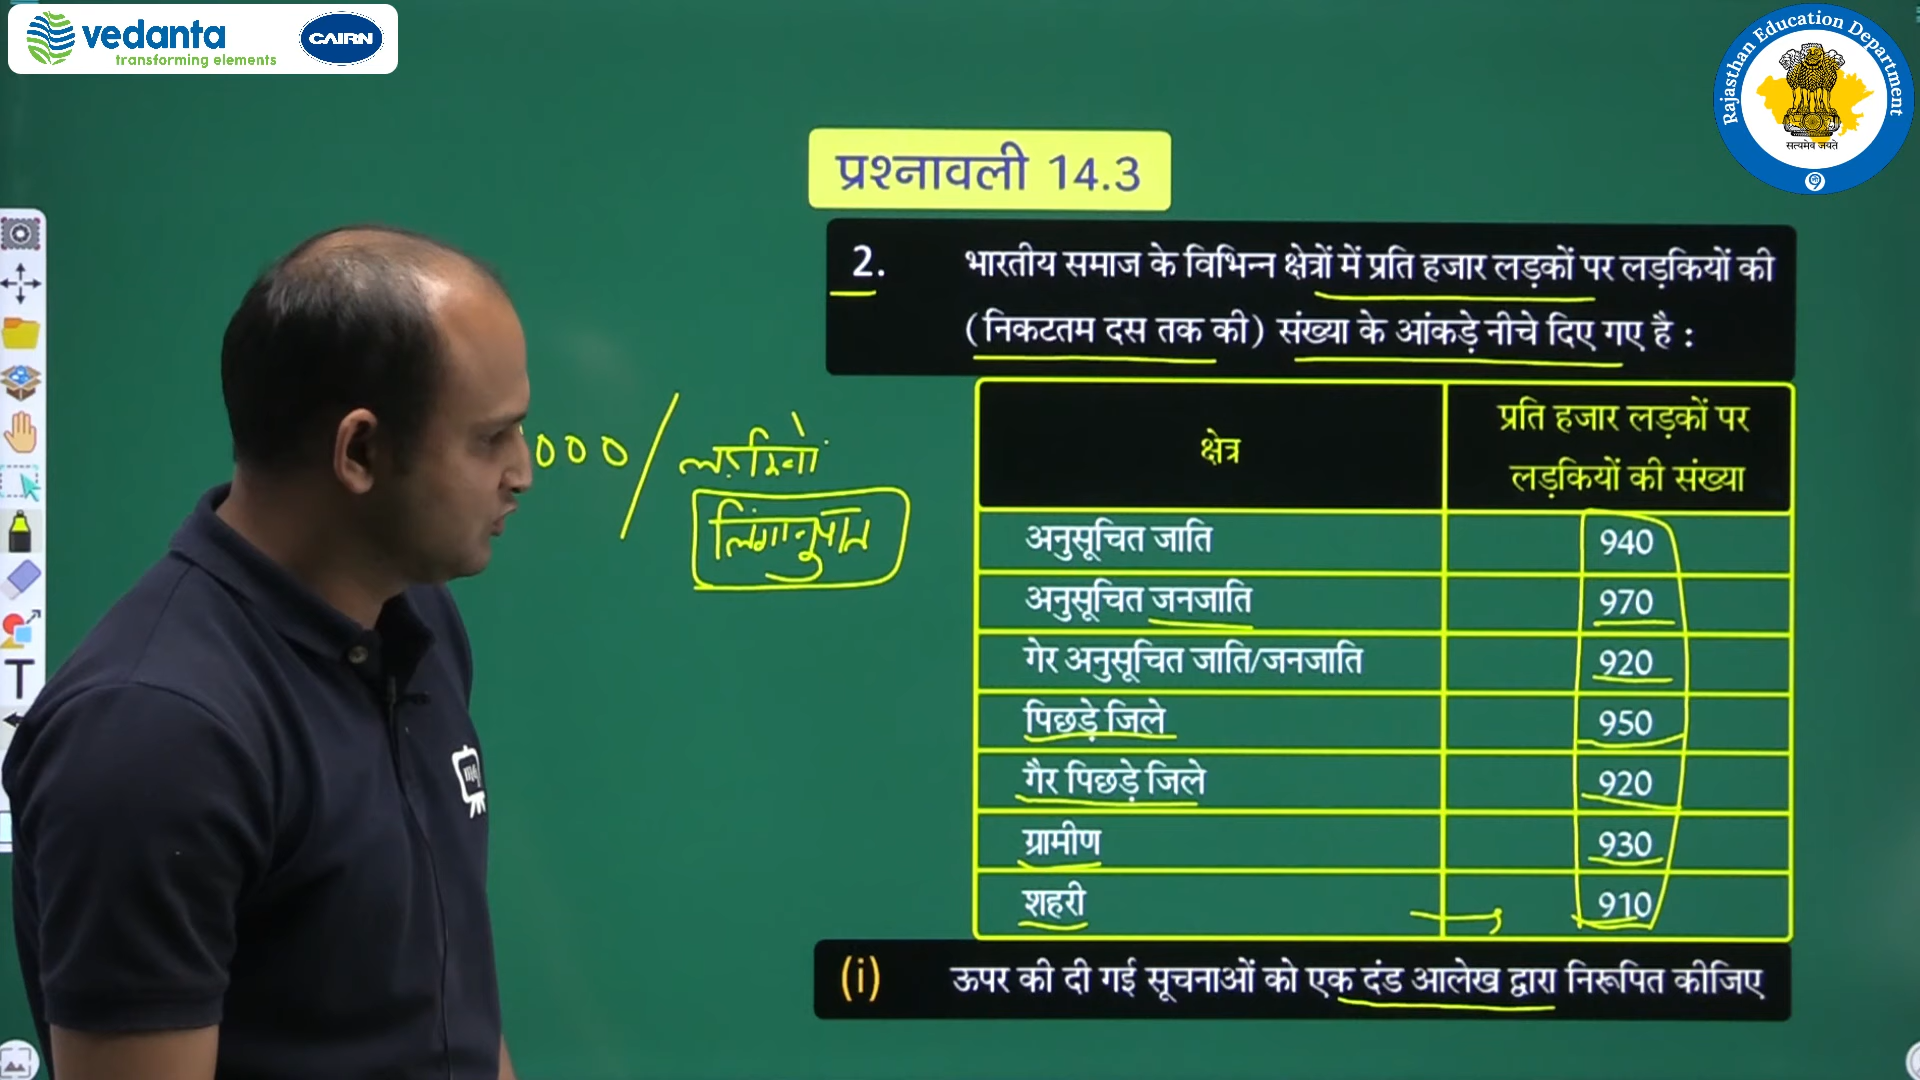 vedanta
transforming elements
CAIRN
Rajasthan Education Department
सत्यमेव जयते
प्रश्नावली 14.3
2. भारतीय समाज के विभिन्न क्षेत्रों में प्रति हजार लड़कों पर लड़कियों की
(निकटतम दस तक की) संख्या के आंकड़े नीचे दिए गए है :
000 /
लिंगानुपात
क्षेत्र
प्रति हजार लड़कों पर
लड़कियों की संख्या
अनुसूचित जाति 940
अनुसूचित जनजाति 970
गेर अनुसूचित जाति/जनजाति 920
पिछड़े जिले 950
गैर पिछड़े जिले 920
ग्रामीण 930
शहरी 910
(i) ऊपर की दी गई सूचनाओं को एक दंड आलेख द्वारा निरूपित कीजिए
T